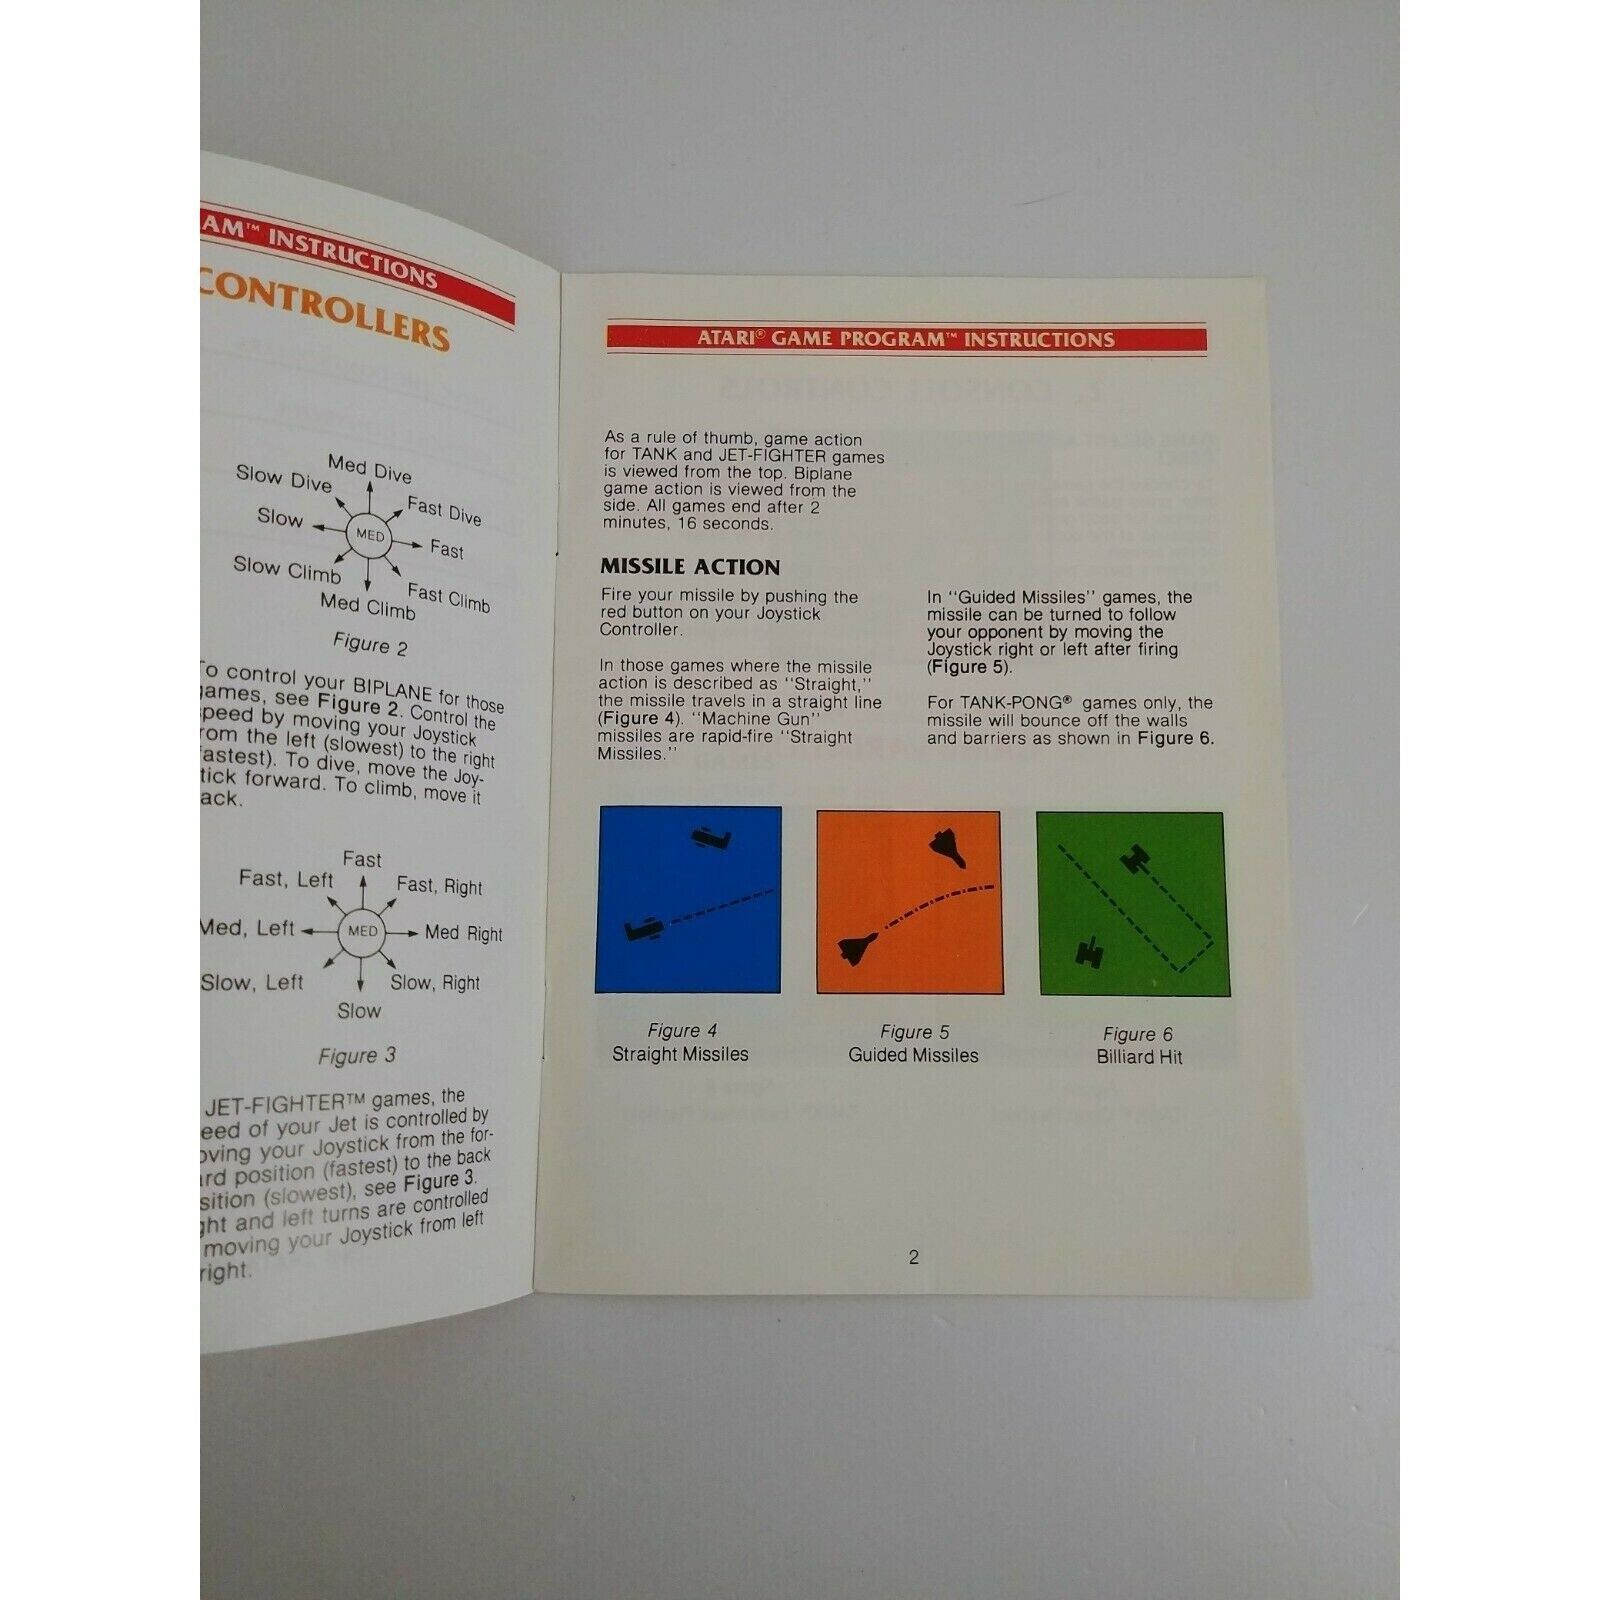 AM™ INSTRUCTIONS
CONTROLLERS
Med Dive
Slow Dive
Fast Dive
Slow
MED
Fast
Slow Climb
Fast Climb
Med Climb
Figure 2
To control your BIPLANE for those
games, see Figure 2. Control the
peed by moving your Joystick
rom the left (slowest) to the right
fastest). To dive, move the Joy-
tick forward. To climb, move it
ack.
Fast
Fast, Left
Fast, Right
Med, Left
MED
Med Right
Slow, Left
Slow, Right
Slow
Figure 3
JET-FIGHTER™ games, the
eed of your Jet is controlled by
oving your Joystick from the for-
ard position (fastest) to the back
sition (slowest), see Figure 3.
ght and left turns are controlled
moving your Joystick from left
right.
ATARI® GAME PROGRAM™ INSTRUCTIONS
As a rule of thumb, game action
for TANK and JET-FIGHTER games
is viewed from the top. Biplane
game action is viewed from the
side. All games end after 2
minutes, 16 seconds.
MISSILE ACTION
Fire your missile by pushing the
red button on your Joystick
Controller.
In those games where the missile
action is described as "Straight,"
the missile travels in a straight line
(Figure 4). "Machine Gun"
missiles are rapid-fire "Straight
Missiles."
In "Guided Missiles" games, the
missile can be turned to follow
your opponent by moving the
Joystick right or left after firing
(Figure 5).
For TANK-PONG® games only, the
missile will bounce off the walls
and barriers as shown in Figure 6.
Figure 4
Straight Missiles
Figure 5
Guided Missiles
Figure 6
Billiard Hit
2